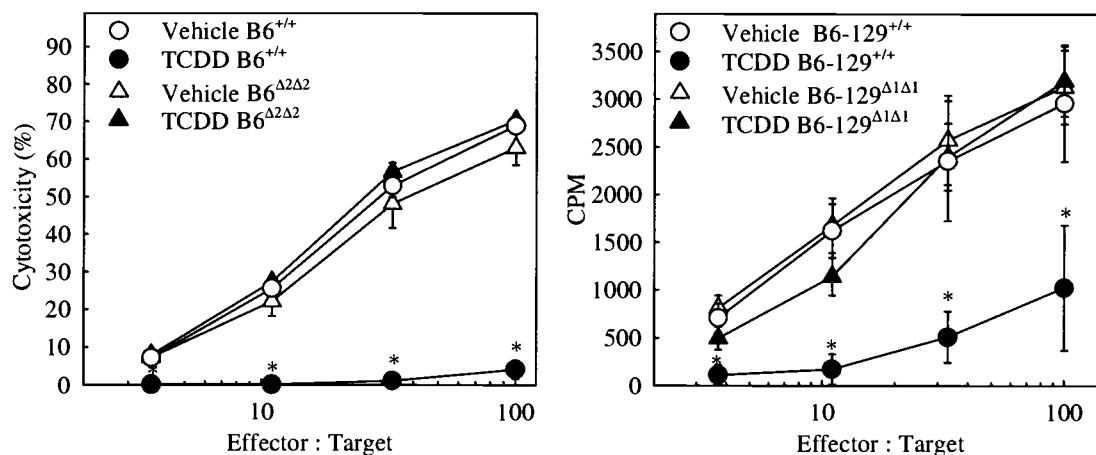 Vehicle B6+/+
TCDD B6+/+
Vehicle B6Δ2Δ2
TCDD B6Δ2Δ2
90
80
70
60
50
40
30
20
10
0
Cytotoxicity (%)
* * * *
10 100
Effector : Target
Vehicle B6-129+/+
TCDD B6-129+/+
Vehicle B6-129Δ1Δ1
TCDD B6-129Δ1Δ1
3500
3000
2500
2000
1500
1000
500
0
CPM
* * * *
10 100
Effector : Target